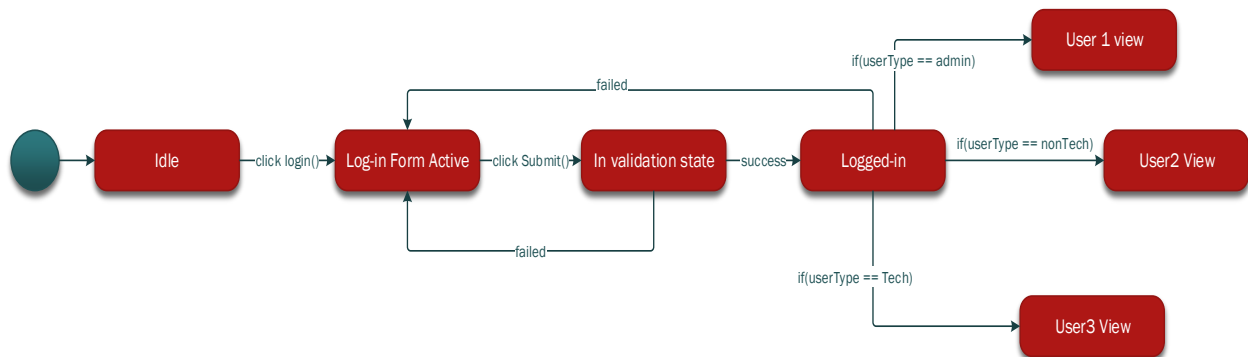 User 1 view
if(userType == admin)
failed
Idle
click login()
Log-in Form Active
click Submit()
In validation state
success
Logged-in
if(userType == nonTech)
User2 View
failed
if(userType == Tech)
User3 View